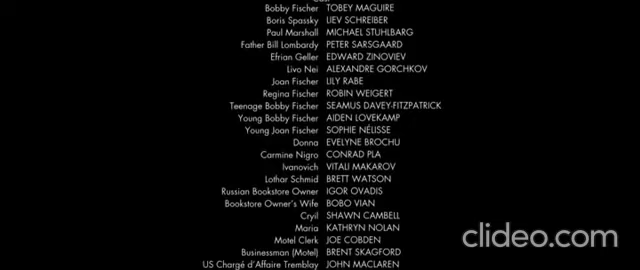 Cast
Bobby Fischer TOBEY MAGUIRE
Boris Spassky LIEV SCHREIBER
Paul Marshall MICHAEL STUHLBARG
Father Bill Lombardy PETER SARSGAARD
Efrian Geller EDWARD ZINOVIEV
Livo Nei ALEXANDRE GORCHKOV
Joan Fischer LILY RABE
Regina Fischer ROBIN WEIGERT
Teenage Bobby Fischer SEAMUS DAVEY-FITZPATRICK
Young Bobby Fischer AIDEN LOVEKAMP
Young Joan Fischer SOPHIE NÉLISSE
Donna EVELYNE BROCHU
Carmine Nigro CONRAD PLA
Ivanovich VITALI MAKAROV
Lothar Schmid BRETT WATSON
Russian Bookstore Owner IGOR OVADIS
Bookstore Owner's Wife BOBO VIAN
Cryil SHAWN CAMBELL
Maria KATHRYN NOLAN
Motel Clerk JOE COBDEN
Businessman (Motel) BRENT SKAGFORD
US Chargé d'Affaire Tremblay JOHN MACLAREN
clideo.com